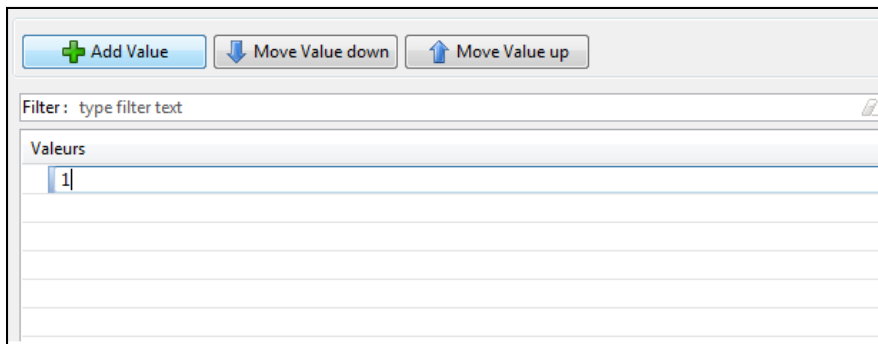 Add Value Move Value down Move Value up
Filter : type filter text
Valeurs
1